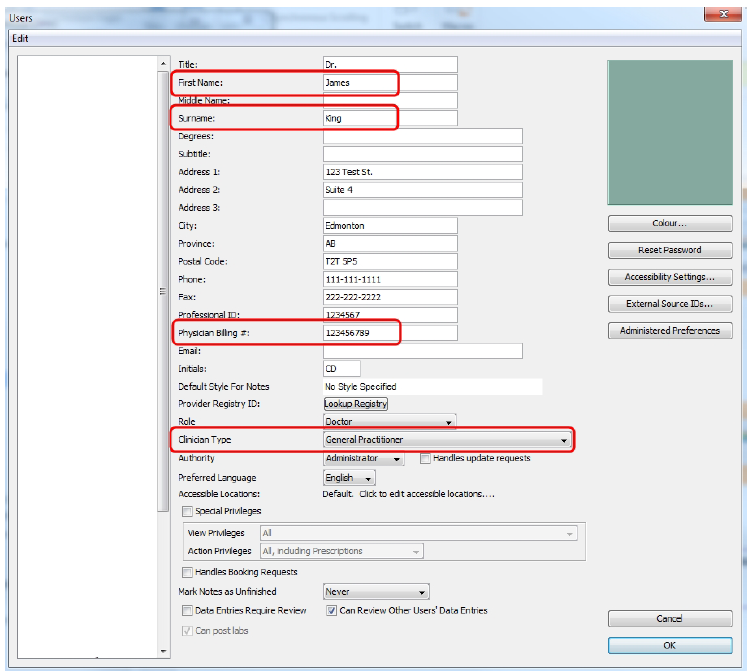 Users
Edit
Title: Dr.
First Name: James
Middle Name:
Surname: King
Degrees:
Subtitle:
Address 1: 123 Test St.
Address 2: Suite 4
Address 3:
City: Edmonton
Province: AB
Postal Code: T2T 5P5
Phone: 111-111-1111
Fax: 222-222-2222
Professional ID: 1234567
Physician Billing #: 123456789
Email:
Initials: CD
Default Style For Notes No Style Specified
Provider Registry ID: Lookup Registry
Role Doctor
Clinician Type General Practitioner
Authority Administrator Handles update requests
Preferred Language English
Accessible Locations: Default. Click to edit accessible locations....
Special Privileges
View Privileges All
Action Privileges All, including Prescriptions
Handles Booking Requests
Mark Notes as Unfinished Never
Data Entries Require Review Can Review Other Users' Data Entries
Can post labs
Colour...
Reset Password
Accessibility Settings...
External Source IDs...
Administered Preferences
Cancel
OK